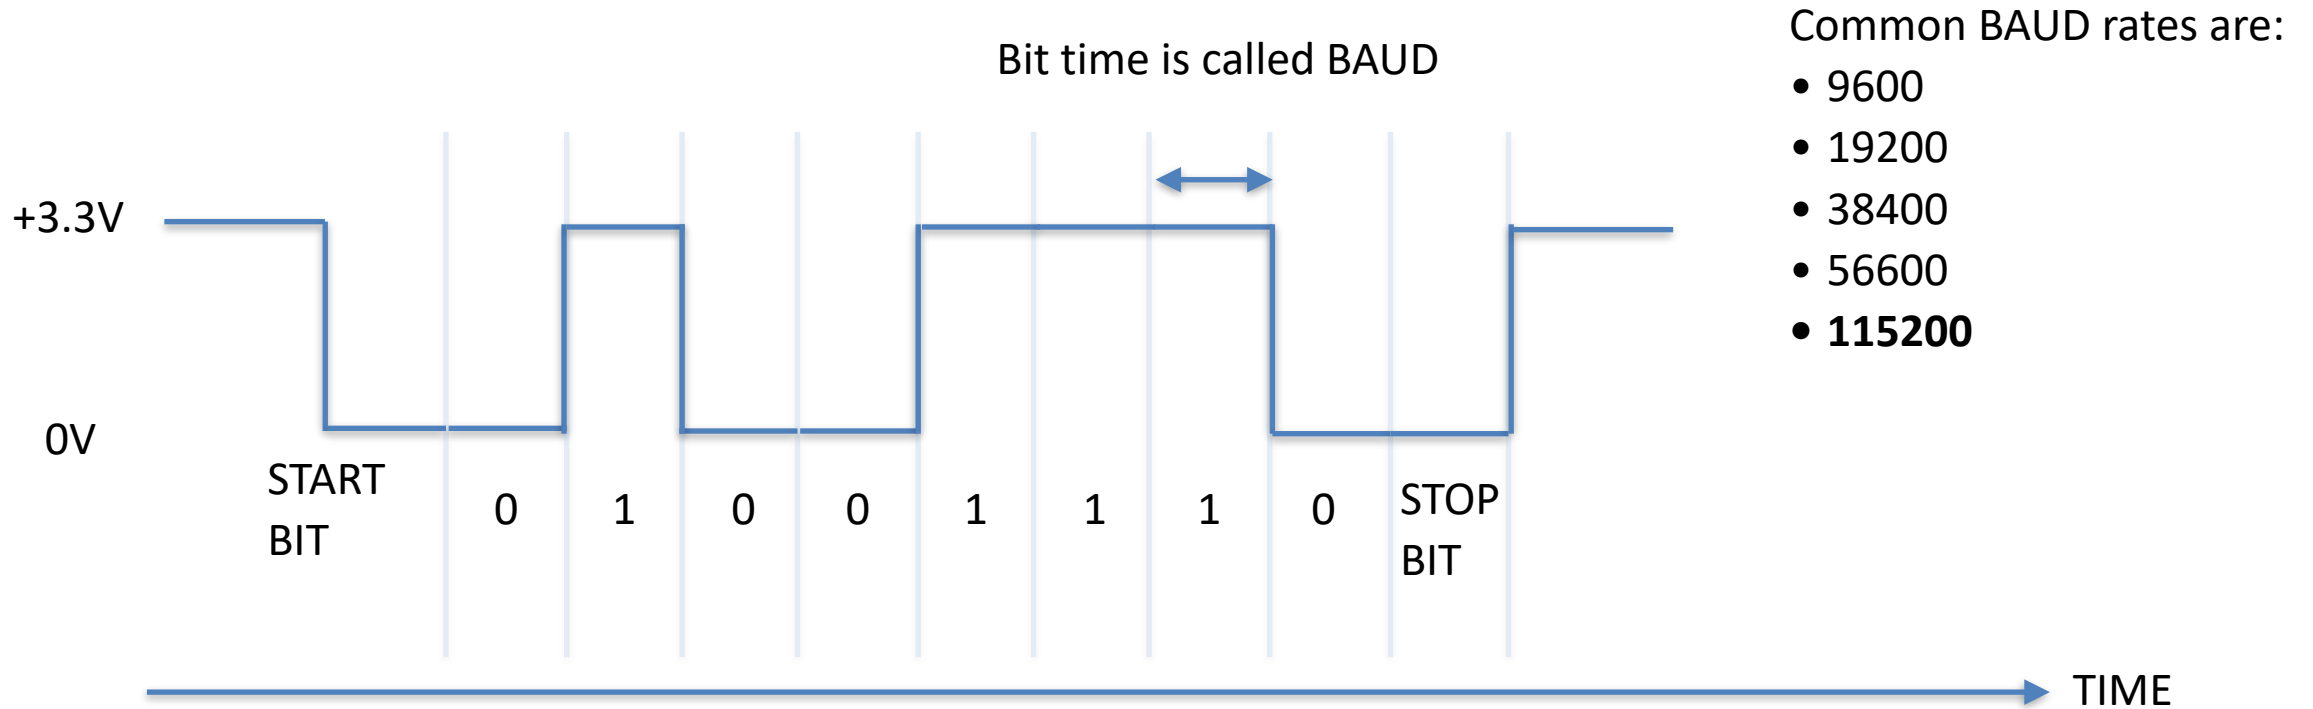 Common BAUD rates are:
• 9600
• 19200
• 38400
• 56600
• 115200
Bit time is called BAUD
+3.3V
0V
START
BIT
0 1 0 0 1 1 1 0
STOP
BIT
TIME